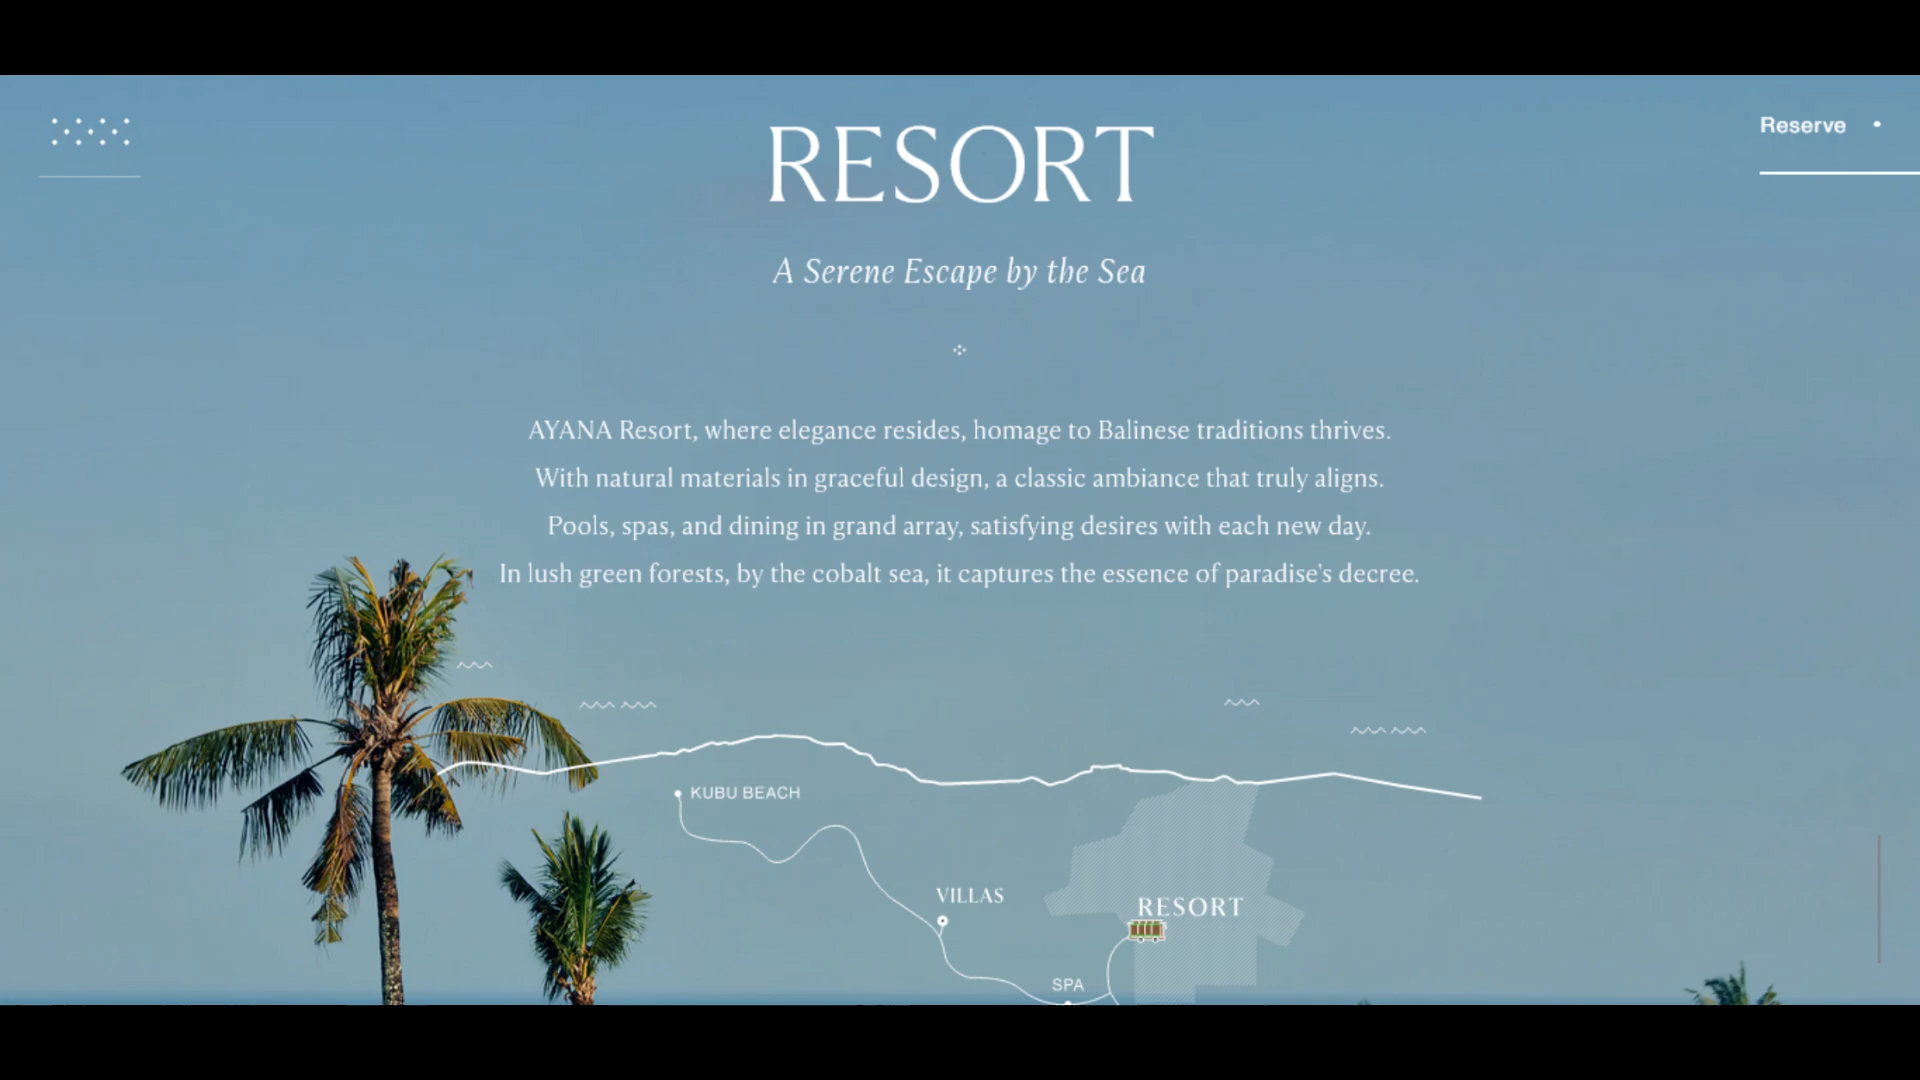 Reserve
RESORT
A Serene Escape by the Sea
AYANA Resort, where elegance resides, homage to Balinese traditions thrives.
With natural materials in graceful design, a classic ambiance that truly aligns.
Pools, spas, and dining in grand array, satisfying desires with each new day.
In lush green forests, by the cobalt sea, it captures the essence of paradise's decree.
KUBU BEACH
VILLAS
RESORT
SPA